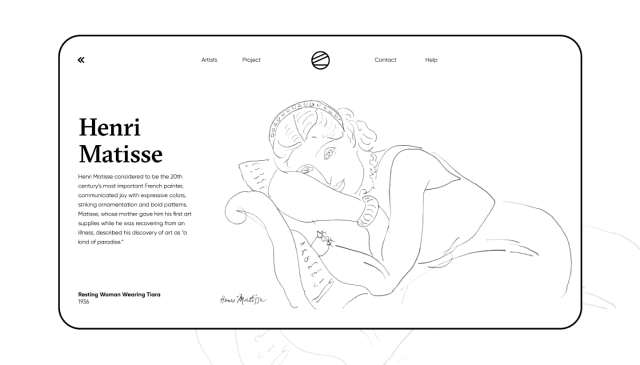 Artists Project Contact Help
Henri
Matisse
Henri Matisse considered to be the 20th
century's most important French painter,
communicated joy with expressive colors,
striking ornamentation and bold patterns.
Matisse, whose mother gave him his first art
supplies while he was recovering from an
illness, described his discovery of art as "a
kind of paradise."
Resting Woman Wearing Tiara
1936
Henri Matisse